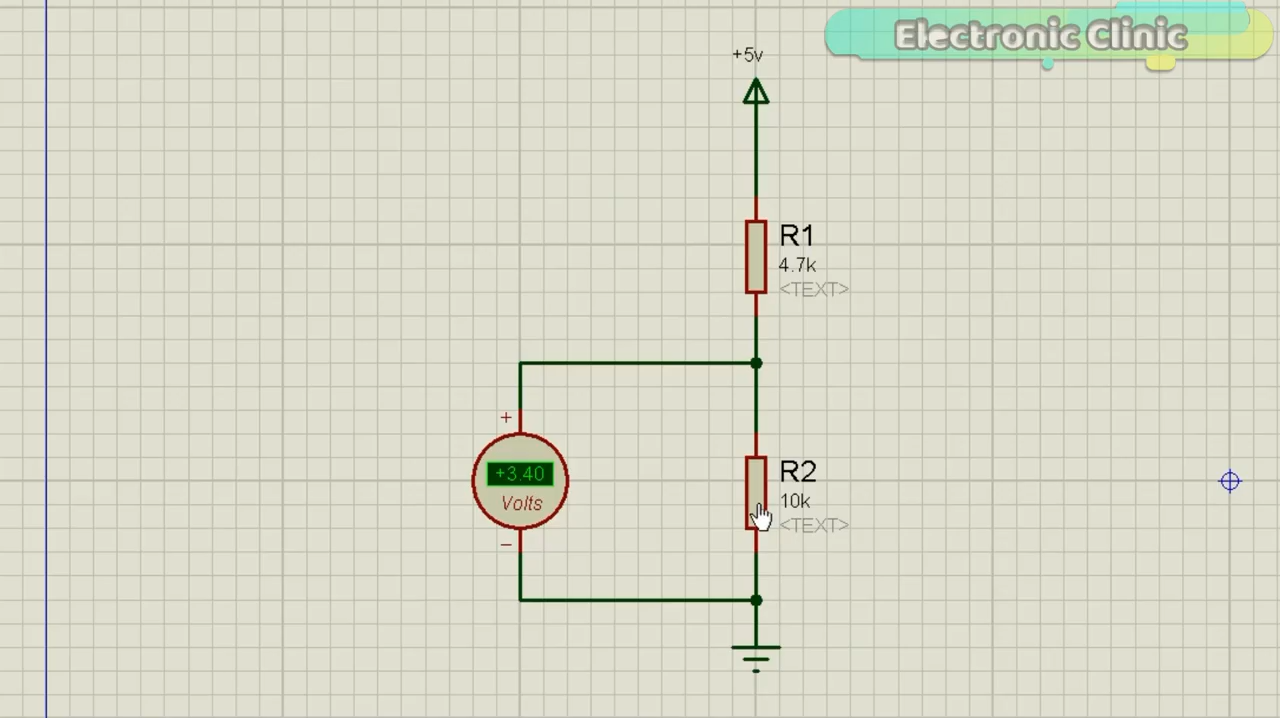 Electronic Clinic
+5v
R1
4.7k
<TEXT>
+
+3.40
Volts
−
R2
10k
<TEXT>